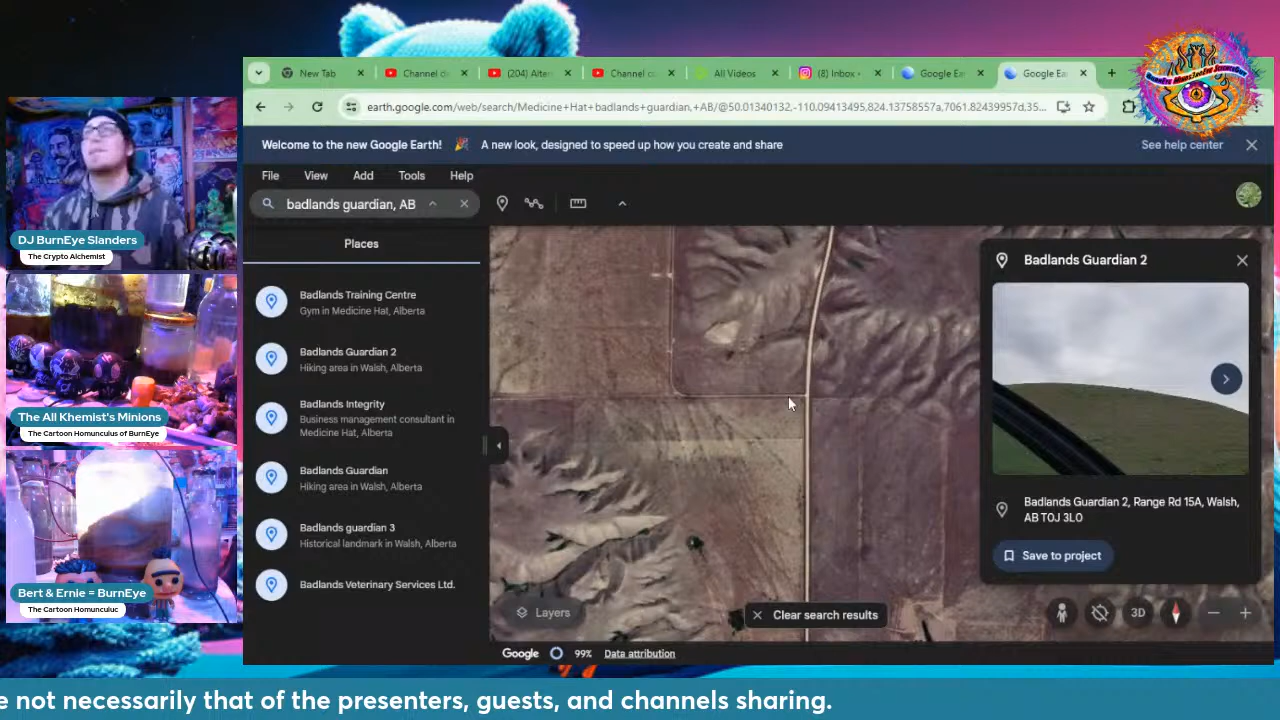 New Tab
Channel d
(204) Alte
Channel c
All Videos
(8) Inbox •
Google Ea
Google Ea
earth.google.com/web/search/Medicine+Hat+badlands+guardian,+AB/@50.01340132,-110.09413495,824.13758557a,7061.82439957d,35...
Welcome to the new Google Earth!
A new look, designed to speed up how you create and share
See help center
File
View
Add
Tools
Help
badlands guardian, AB
Places
Badlands Training Centre
Gym in Medicine Hat, Alberta
Badlands Guardian 2
Hiking area in Walsh, Alberta
Badlands Integrity
Business management consultant in
Medicine Hat, Alberta
Badlands Guardian
Hiking area in Walsh, Alberta
Badlands guardian 3
Historical landmark in Walsh, Alberta
Badlands Veterinary Services Ltd.
Badlands Guardian 2
Badlands Guardian 2, Range Rd 15A, Walsh,
AB T0J 3L0
Save to project
Layers
Clear search results
3D
Google
99%
Data attribution
DJ BurnEye Slanders
The Crypto Alchemist
The All Khemist's Minions
The Cartoon Homunculus of BurnEye
Bert & Ernie = BurnEye
The Cartoon Homunculuc
e not necessarily that of the presenters, guests, and channels sharing.